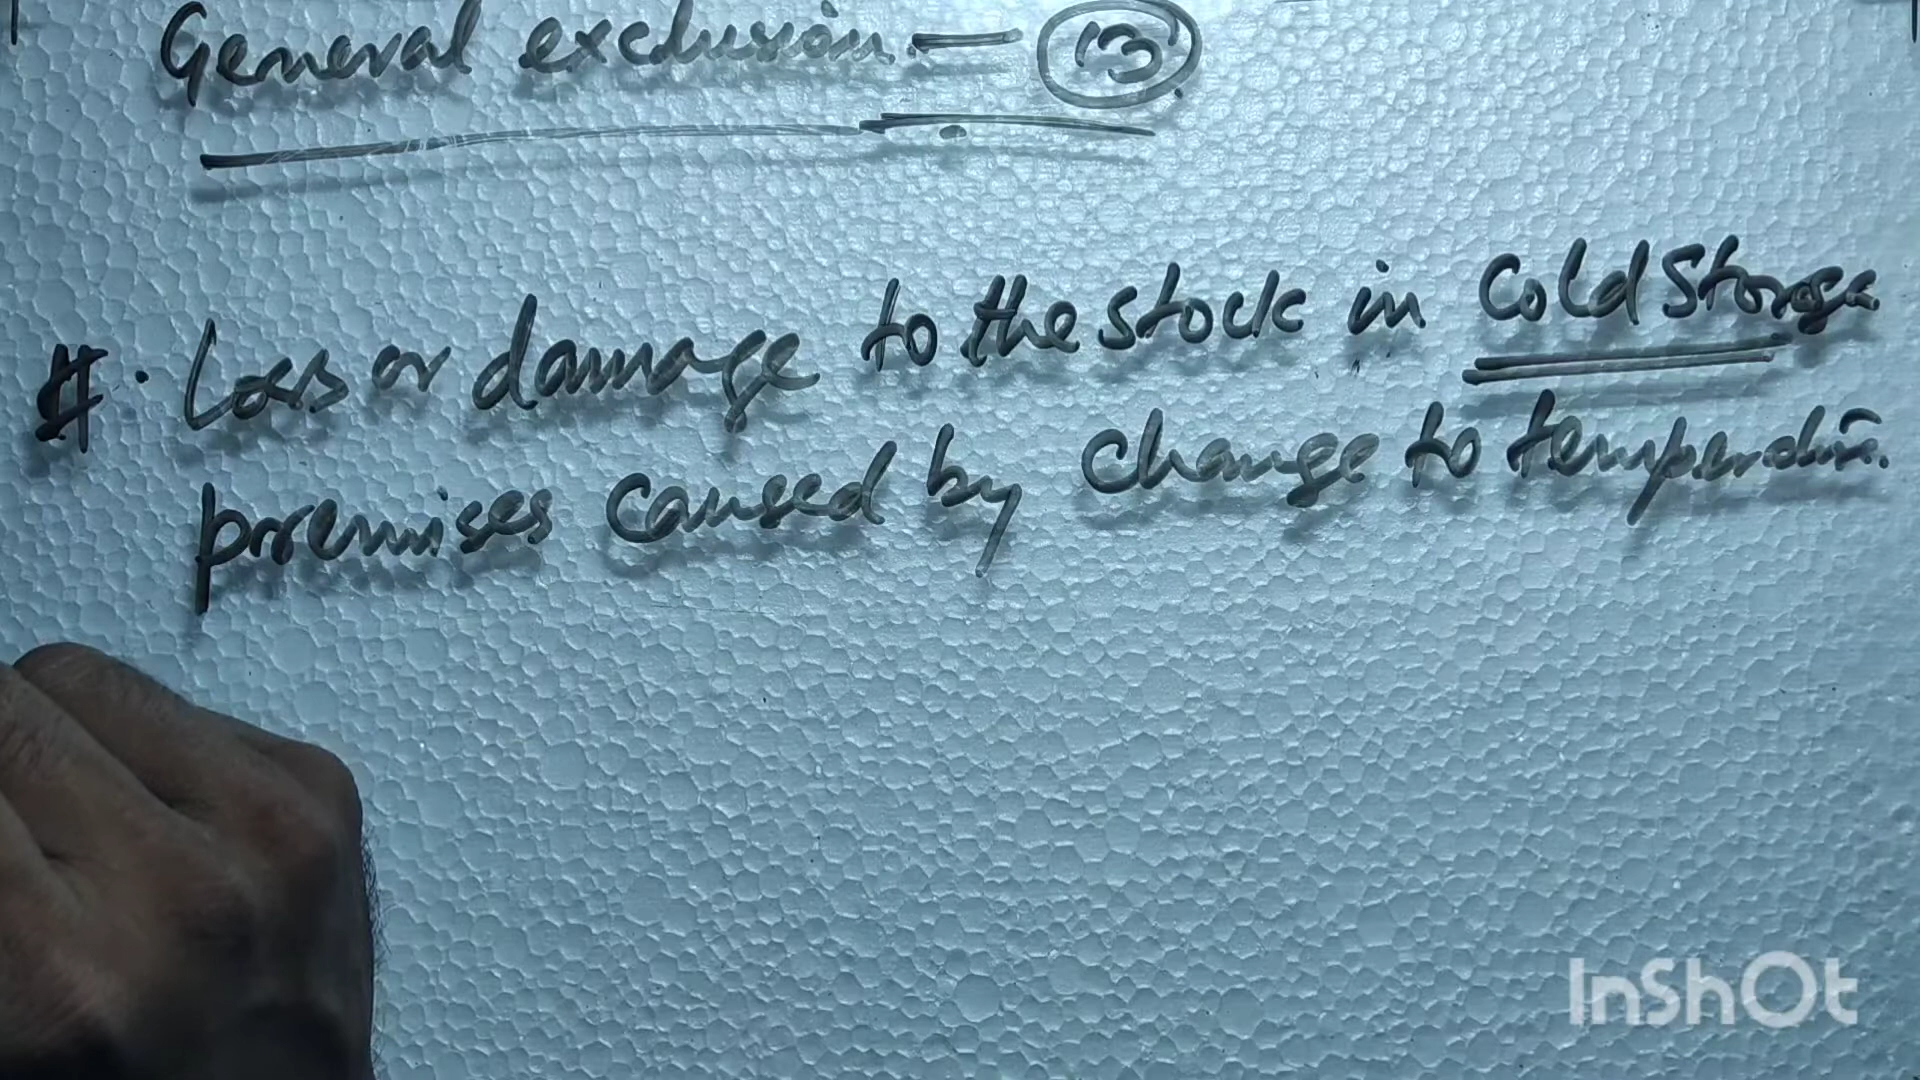 General exclusion. — (13)
#. Loss or damage to the stock in Cold Storage
premises caused by change to temperature.
InShOt